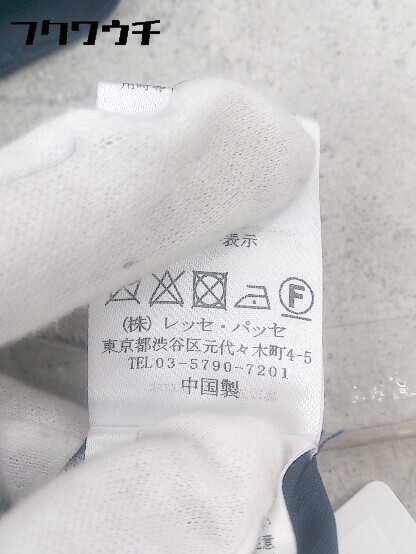 フクワウチ
表示
F
(株) レッセ・パッセ
東京都渋谷区元代々木町4-5
TEL03-5790-7201
中国製